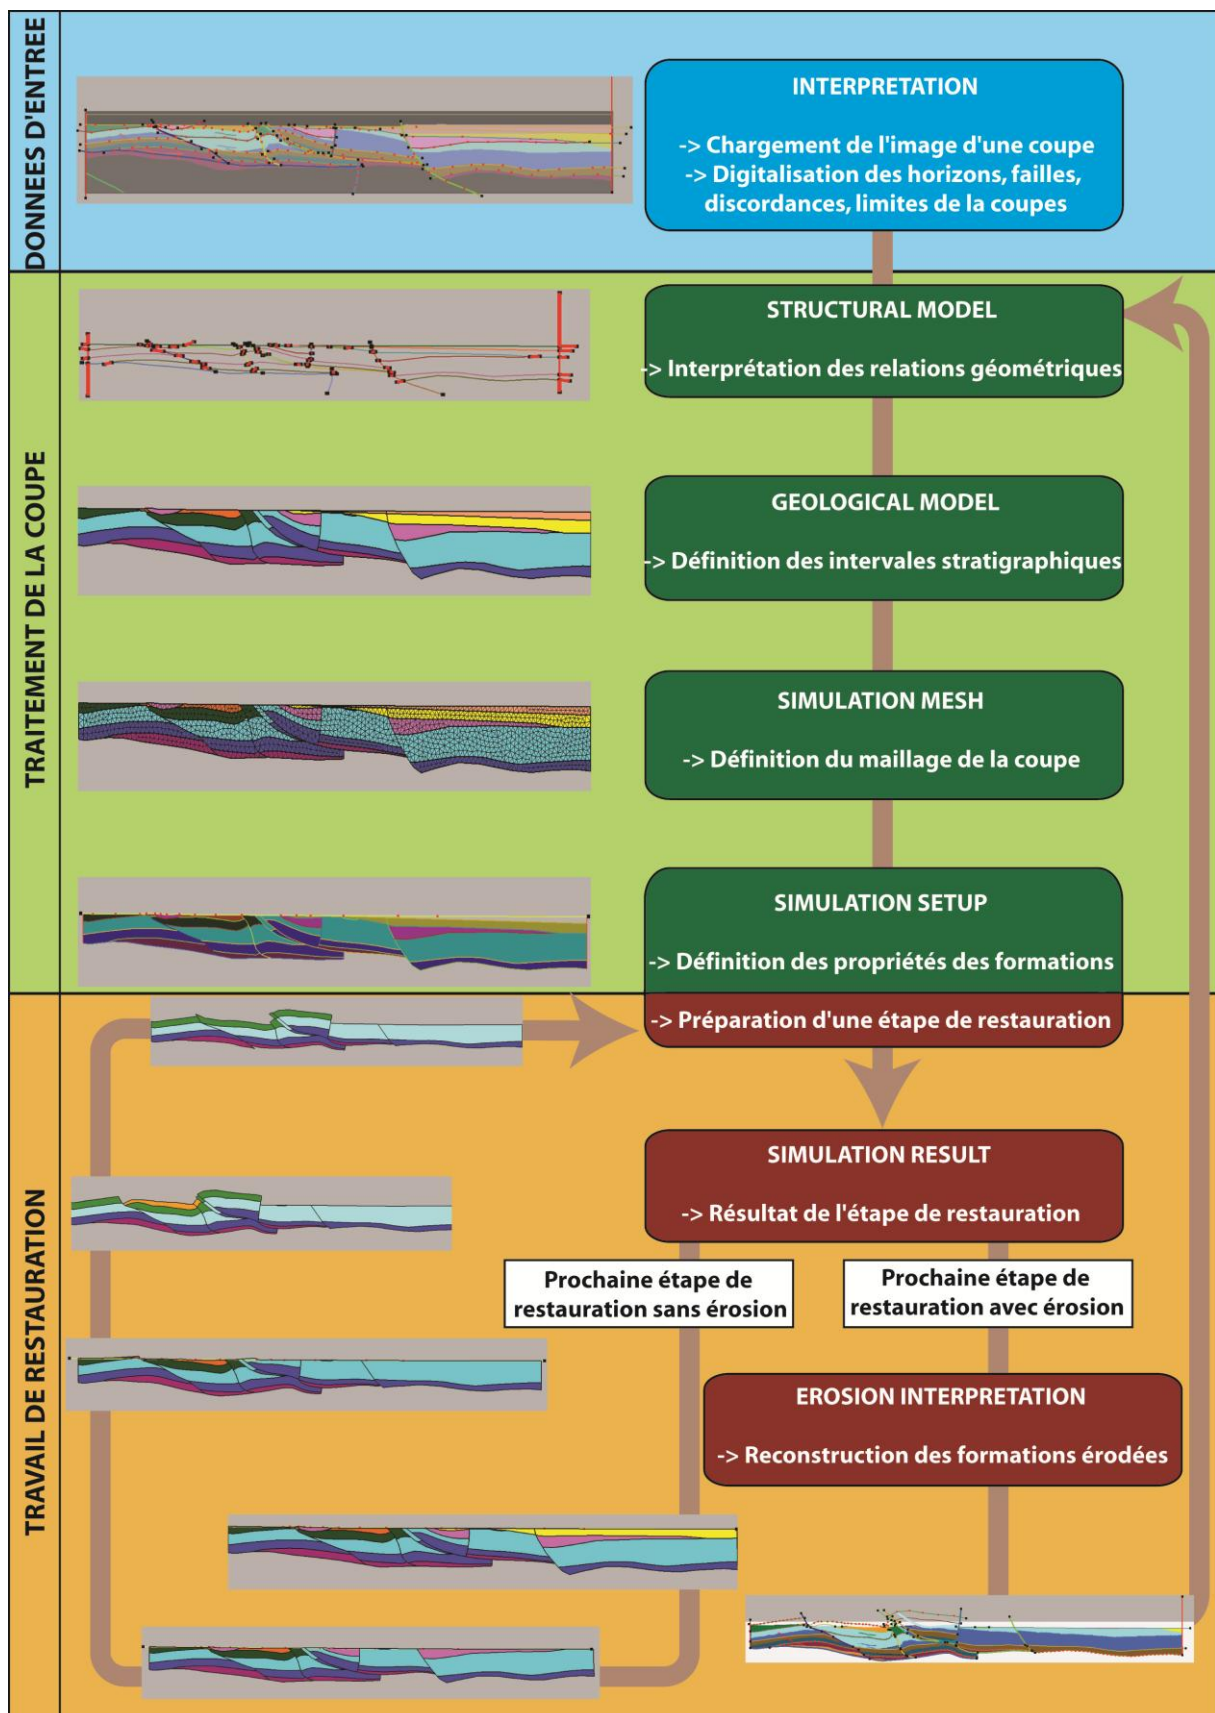 DONNEES D'ENTREE
INTERPRETATION
-> Chargement de l'image d'une coupe
-> Digitalisation des horizons, failles,
discordances, limites de la coupes
TRAITEMENT DE LA COUPE
STRUCTURAL MODEL
-> Interprétation des relations géométriques
GEOLOGICAL MODEL
-> Définition des intervales stratigraphiques
SIMULATION MESH
-> Définition du maillage de la coupe
SIMULATION SETUP
-> Définition des propriétés des formations
-> Préparation d'une étape de restauration
TRAVAIL DE RESTAURATION
SIMULATION RESULT
-> Résultat de l'étape de restauration
Prochaine étape de
restauration sans érosion
Prochaine étape de
restauration avec érosion
EROSION INTERPRETATION
-> Reconstruction des formations érodées